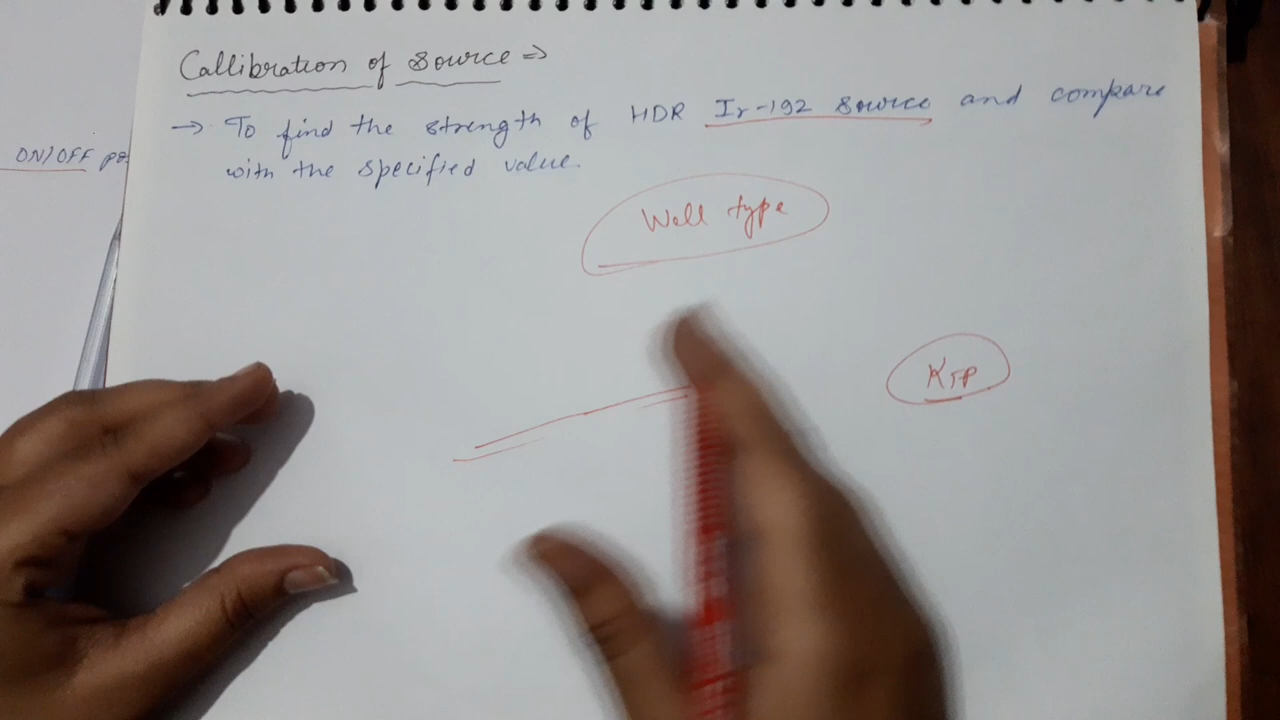 Callibration of Source ⇒
→ To find the strength of HDR Ir-192 Source and compare
with the specified value.
ON/OFF
Well type
KTP